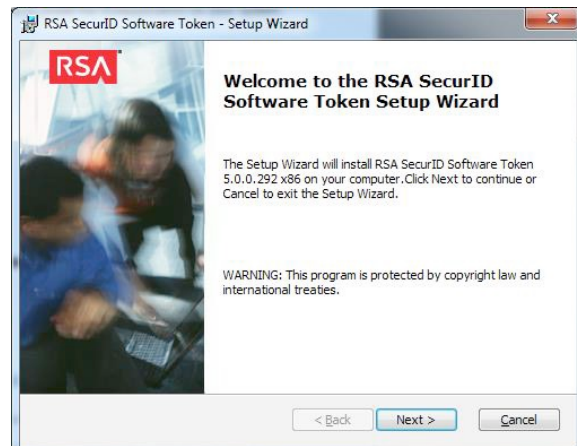 RSA SecurID Software Token - Setup Wizard
RSA
Welcome to the RSA SecurID
Software Token Setup Wizard
The Setup Wizard will install RSA SecurID Software Token
5.0.0.292 x86 on your computer.Click Next to continue or
Cancel to exit the Setup Wizard.
WARNING: This program is protected by copyright law and
international treaties.
< Back
Next >
Cancel